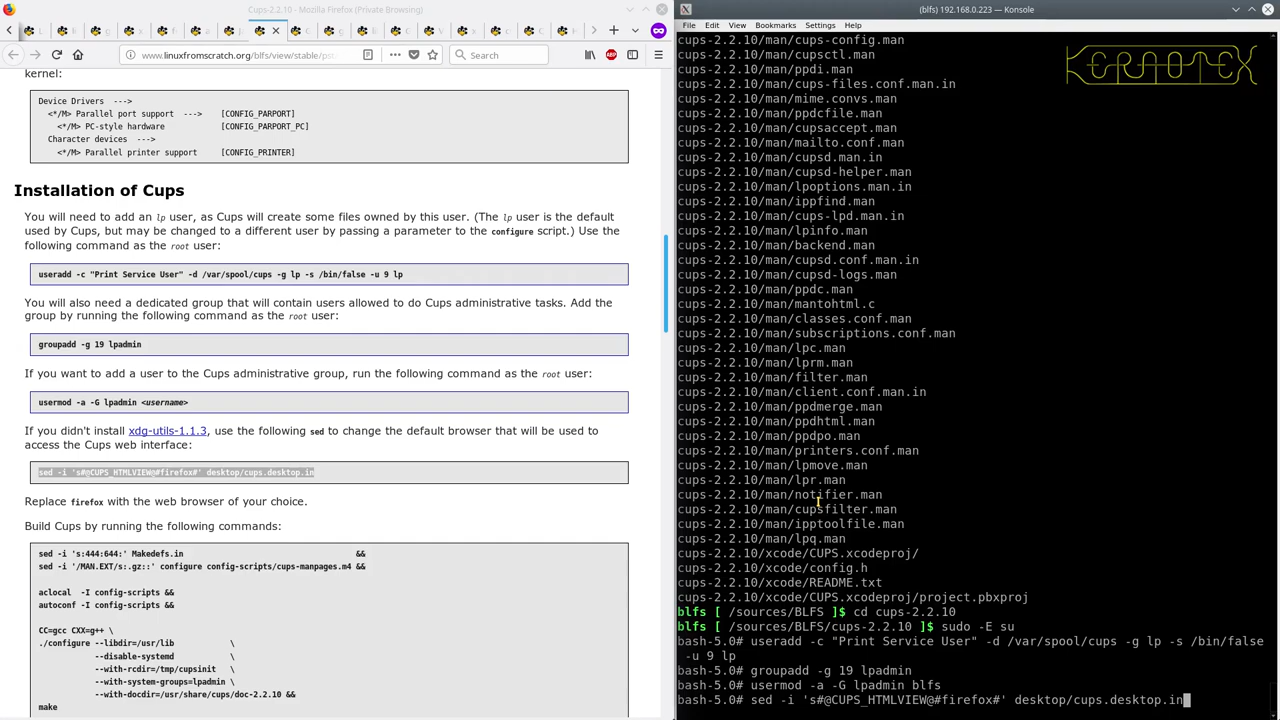 Cups-2.2.10 - Mozilla Firefox (Private Browsing)
www.linuxfromscratch.org/blfs/view/stable/pst
Search
kernel:
Device Drivers --->
<*/M> Parallel port support ---> [CONFIG_PARPORT]
<*/M> PC-style hardware [CONFIG_PARPORT_PC]
Character devices --->
<*/M> Parallel printer support [CONFIG_PRINTER]
Installation of Cups
You will need to add an lp user, as Cups will create some files owned by this user. (The lp user is the default
used by Cups, but may be changed to a different user by passing a parameter to the configure script.) Use the
following command as the root user:
useradd -c "Print Service User" -d /var/spool/cups -g lp -s /bin/false -u 9 lp
You will also need a dedicated group that will contain users allowed to do Cups administrative tasks. Add the
group by running the following command as the root user:
groupadd -g 19 lpadmin
If you want to add a user to the Cups administrative group, run the following command as the root user:
usermod -a -G lpadmin <username>
If you didn't install xdg-utils-1.1.3, use the following sed to change the default browser that will be used to
access the Cups web interface:
sed -i 's#@CUPS_HTMLVIEW@#firefox#' desktop/cups.desktop.in
Replace firefox with the web browser of your choice.
Build Cups by running the following commands:
sed -i 's:444:644:' Makedefs.in &&
sed -i '/MAN.EXT/s:.gz::' configure config-scripts/cups-manpages.m4 &&
aclocal -I config-scripts &&
autoconf -I config-scripts &&
CC=gcc CXX=g++ \
./configure --libdir=/usr/lib \
--disable-systemd \
--with-rcdir=/tmp/cupsinit \
--with-system-groups=lpadmin \
--with-docdir=/usr/share/cups/doc-2.2.10 &&
make
(blfs) 192.168.0.223 — Konsole
File Edit View Bookmarks Settings Help
KERNOTEX
cups-2.2.10/man/cups-config.man
cups-2.2.10/man/cupsctl.man
cups-2.2.10/man/ppdi.man
cups-2.2.10/man/cups-files.conf.man.in
cups-2.2.10/man/mime.convs.man
cups-2.2.10/man/ppdcfile.man
cups-2.2.10/man/cupsaccept.man
cups-2.2.10/man/mailto.conf.man
cups-2.2.10/man/cupsd.man.in
cups-2.2.10/man/cupsd-helper.man
cups-2.2.10/man/lpoptions.man.in
cups-2.2.10/man/ippfind.man
cups-2.2.10/man/cups-lpd.man.in
cups-2.2.10/man/lpinfo.man
cups-2.2.10/man/backend.man
cups-2.2.10/man/cupsd.conf.man.in
cups-2.2.10/man/cupsd-logs.man
cups-2.2.10/man/ppdc.man
cups-2.2.10/man/mantohtml.c
cups-2.2.10/man/classes.conf.man
cups-2.2.10/man/subscriptions.conf.man
cups-2.2.10/man/lpc.man
cups-2.2.10/man/lprm.man
cups-2.2.10/man/filter.man
cups-2.2.10/man/client.conf.man.in
cups-2.2.10/man/ppdmerge.man
cups-2.2.10/man/ppdhtml.man
cups-2.2.10/man/ppdpo.man
cups-2.2.10/man/printers.conf.man
cups-2.2.10/man/lpmove.man
cups-2.2.10/man/lpr.man
cups-2.2.10/man/notifier.man
cups-2.2.10/man/cupsfilter.man
cups-2.2.10/man/ipptoolfile.man
cups-2.2.10/man/lpq.man
cups-2.2.10/xcode/CUPS.xcodeproj/
cups-2.2.10/xcode/config.h
cups-2.2.10/xcode/README.txt
cups-2.2.10/xcode/CUPS.xcodeproj/project.pbxproj
blfs [ /sources/BLFS ]$ cd cups-2.2.10
blfs [ /sources/BLFS/cups-2.2.10 ]$ sudo -E su
bash-5.0# useradd -c "Print Service User" -d /var/spool/cups -g lp -s /bin/false
-u 9 lp
bash-5.0# groupadd -g 19 lpadmin
bash-5.0# usermod -a -G lpadmin blfs
bash-5.0# sed -i 's#@CUPS_HTMLVIEW@#firefox#' desktop/cups.desktop.in